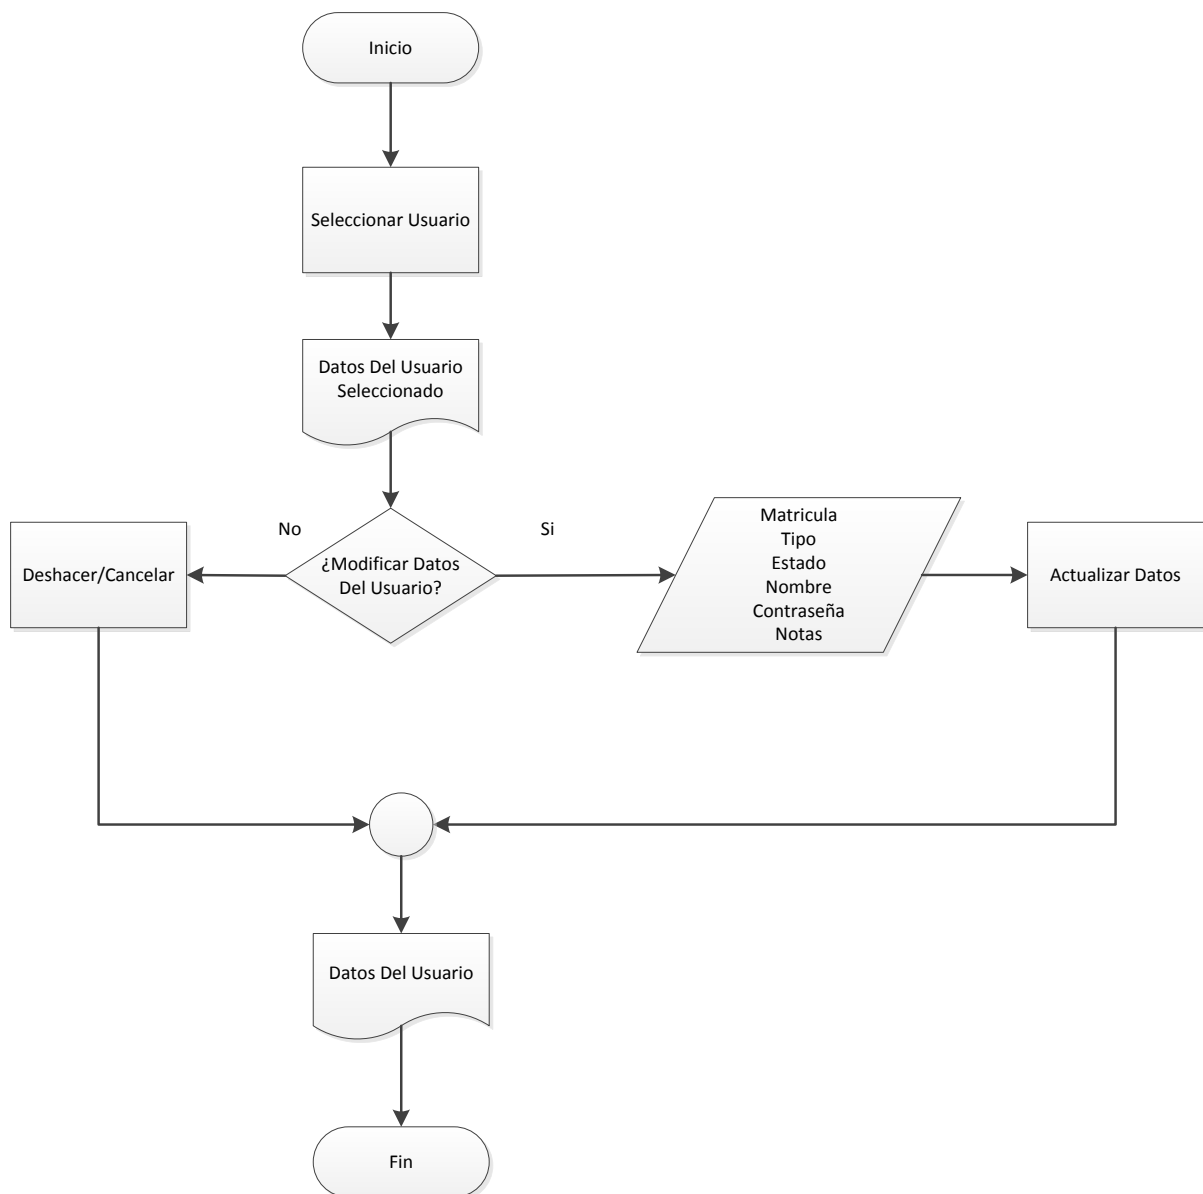 Inicio
Seleccionar Usuario
Datos Del Usuario
Seleccionado
No
Si
¿Modificar Datos
Del Usuario?
Deshacer/Cancelar
Matricula
Tipo
Estado
Nombre
Contraseña
Notas
Actualizar Datos
Datos Del Usuario
Fin